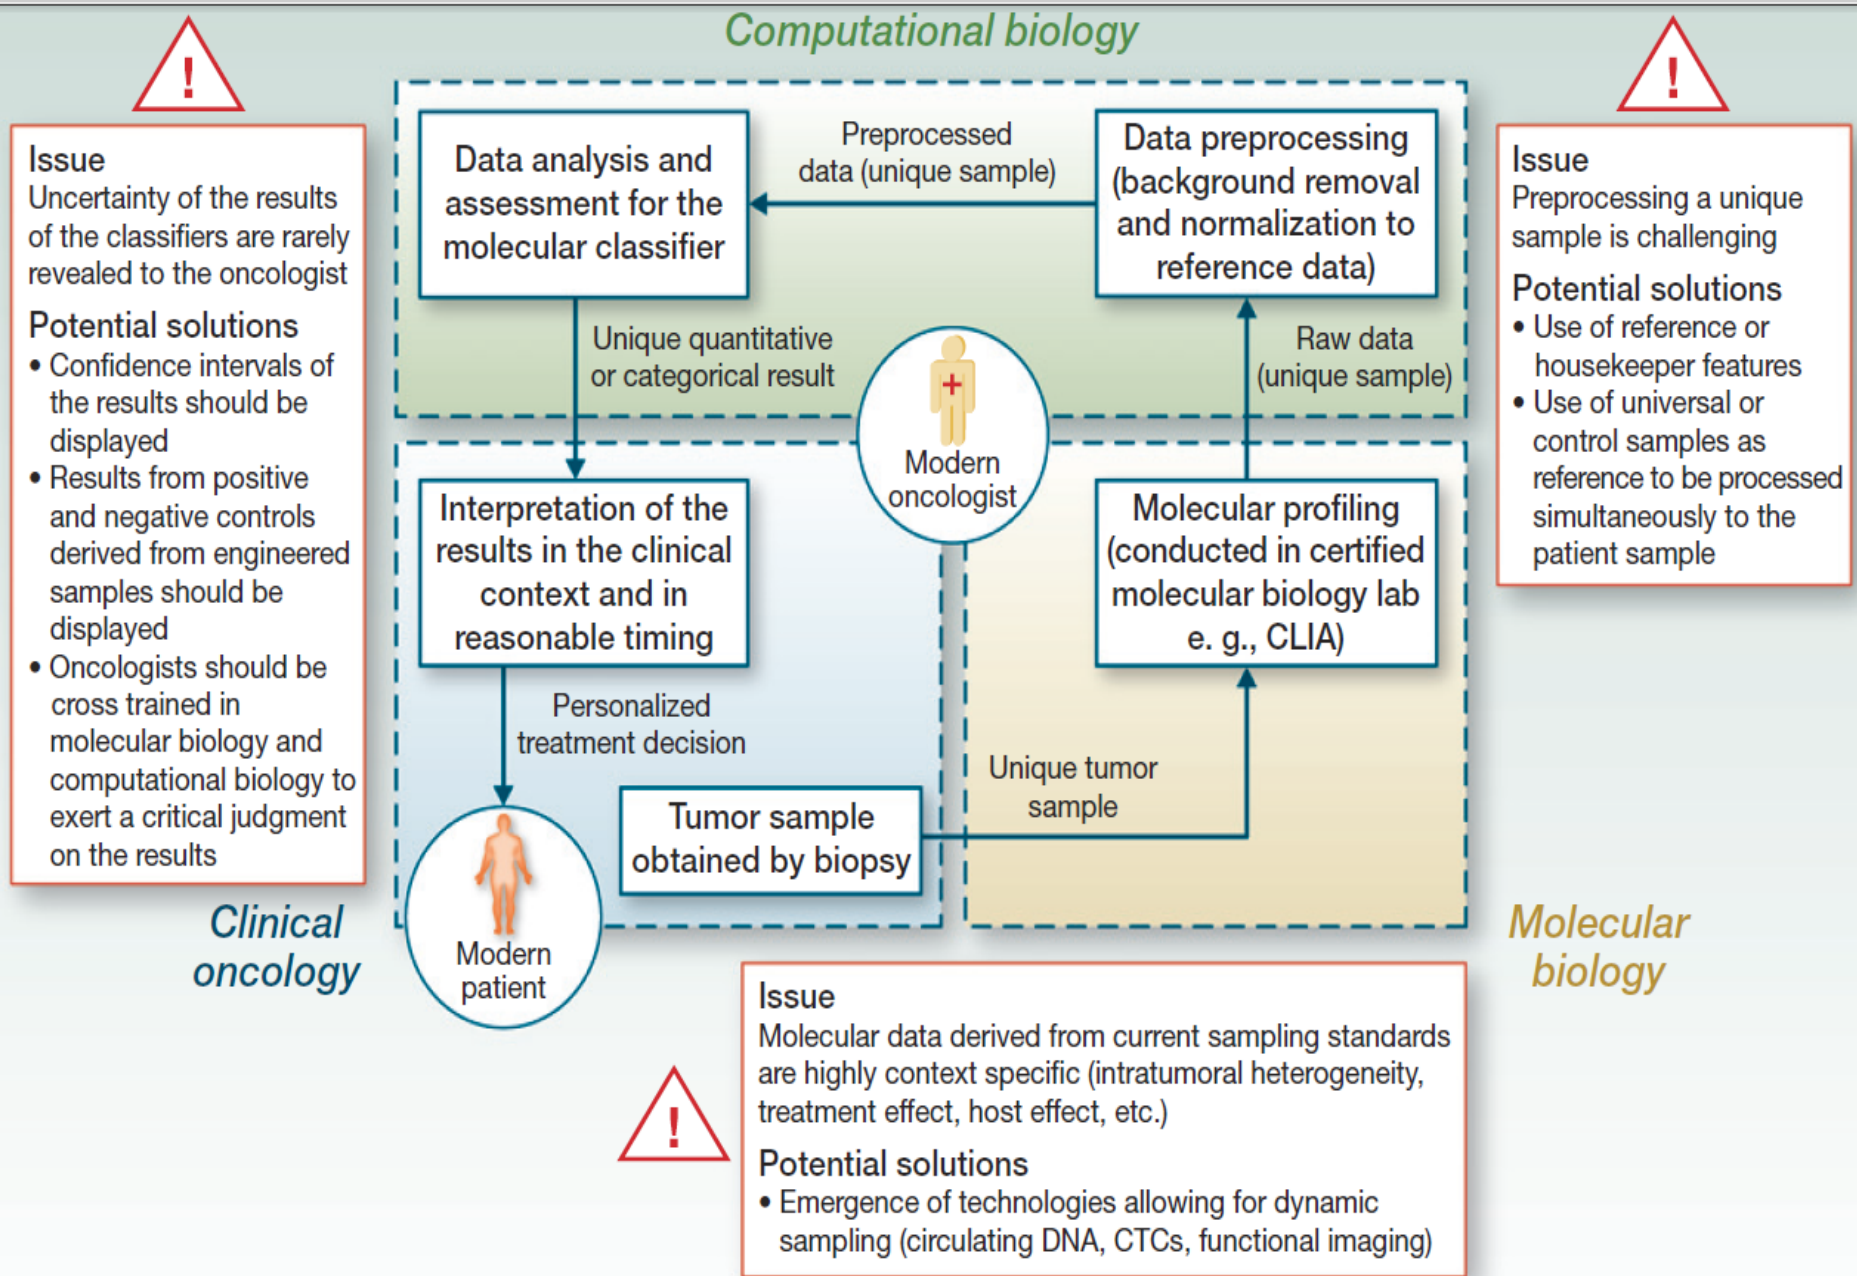 Computational biology
!
Issue
Uncertainty of the results
of the classifiers are rarely
revealed to the oncologist
Potential solutions
• Confidence intervals of
the results should be
displayed
• Results from positive
and negative controls
derived from engineered
samples should be
displayed
• Oncologists should be
cross trained in
molecular biology and
computational biology to
exert a critical judgment
on the results
Data analysis and
assessment for the
molecular classifier
Preprocessed
data (unique sample)
Data preprocessing
(background removal
and normalization to
reference data)
Unique quantitative
or categorical result
Raw data
(unique sample)
+
Modern
oncologist
Interpretation of the
results in the clinical
context and in
reasonable timing
Molecular profiling
(conducted in certified
molecular biology lab
e. g., CLIA)
Personalized
treatment decision
Unique tumor
sample
Tumor sample
obtained by biopsy
Modern
patient
!
Issue
Preprocessing a unique
sample is challenging
Potential solutions
• Use of reference or
housekeeper features
• Use of universal or
control samples as
reference to be processed
simultaneously to the
patient sample
Clinical
oncology
Molecular
biology
!
Issue
Molecular data derived from current sampling standards
are highly context specific (intratumoral heterogeneity,
treatment effect, host effect, etc.)
Potential solutions
• Emergence of technologies allowing for dynamic
sampling (circulating DNA, CTCs, functional imaging)